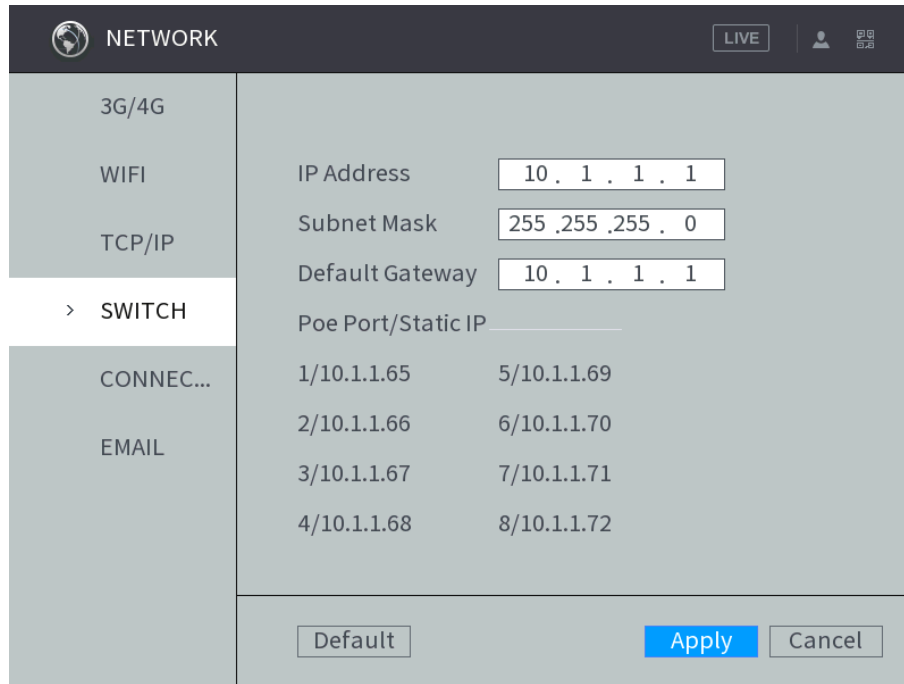 NETWORK
LIVE
3G/4G
WIFI
TCP/IP
> SWITCH
CONNEC...
EMAIL
IP Address 10 . 1 . 1 . 1
Subnet Mask 255 .255 .255 . 0
Default Gateway 10 . 1 . 1 . 1
Poe Port/Static IP
1/10.1.1.65 5/10.1.1.69
2/10.1.1.66 6/10.1.1.70
3/10.1.1.67 7/10.1.1.71
4/10.1.1.68 8/10.1.1.72
Default Apply Cancel